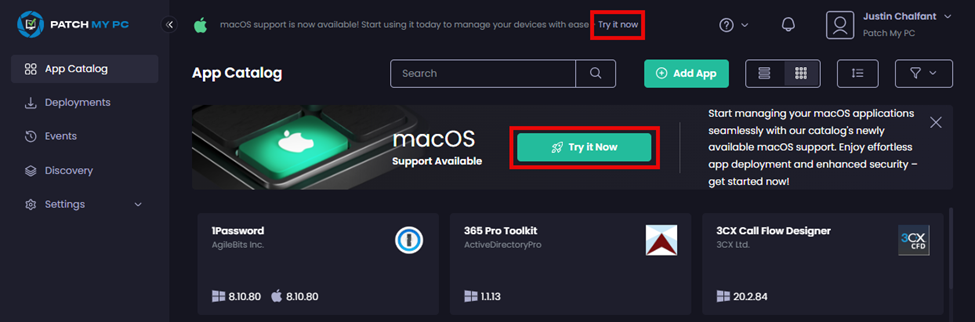 PATCH MY PC
macOS support is now available! Start using it today to manage your devices with ease - Try it now
Justin Chalfant
Patch My PC
App Catalog
Deployments
Events
Discovery
Settings
App Catalog
Search
Add App
macOS
Support Available
Try it Now
Start managing your macOS applications
seamlessly with our catalog's newly
available macOS support. Enjoy effortless
app deployment and enhanced security –
get started now!
1Password
AgileBits Inc.
8.10.80 8.10.80
365 Pro Toolkit
ActiveDirectoryPro
1.1.13
3CX Call Flow Designer
3CX Ltd.
3CX
CFD
20.2.84